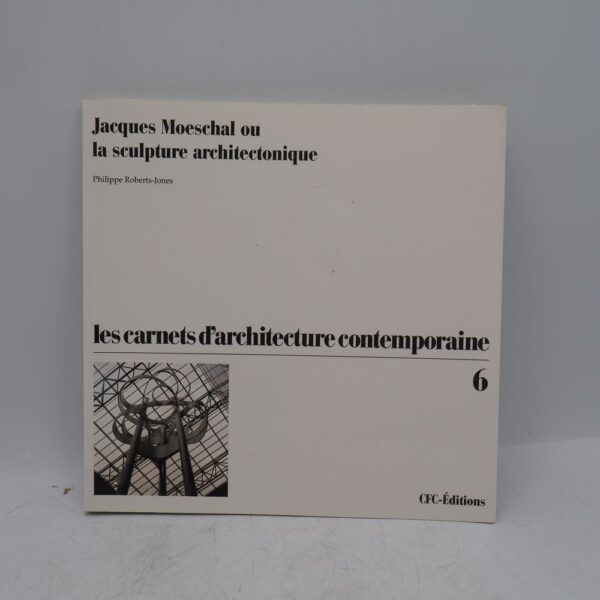 Jacques Moeschal ou
la sculpture architectonique
Philippe Roberts-Jones
les carnets d'architecture contemporaine
6
CFC-Éditions